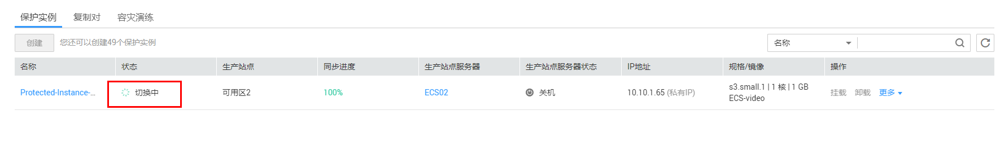 保护实例 复制对 容灾演练
创建 您还可以创建49个保护实例 名称
名称 状态 生产站点 同步进度 生产站点服务器 生产站点服务器状态 IP地址 规格/镜像 操作
Protected-Instance-... 切换中 可用区2 100% ECS02 关机 10.10.1.65 (私有IP) s3.small.1 | 1 核 | 1 GB 挂载 卸载 更多
ECS-video